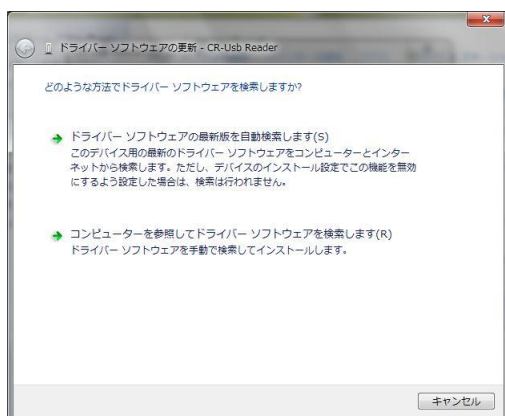 ドライバー ソフトウェアの更新 - CR-Usb Reader
どのような方法でドライバー ソフトウェアを検索しますか?
ドライバー ソフトウェアの最新版を自動検索します(S)
このデバイス用の最新のドライバー ソフトウェアをコンピューターとインター
ネットから検索します。ただし、デバイスのインストール設定でこの機能を無効
にするよう設定した場合は、検索は行われません。
コンピューターを参照してドライバー ソフトウェアを検索します(R)
ドライバー ソフトウェアを手動で検索してインストールします。
キャンセル